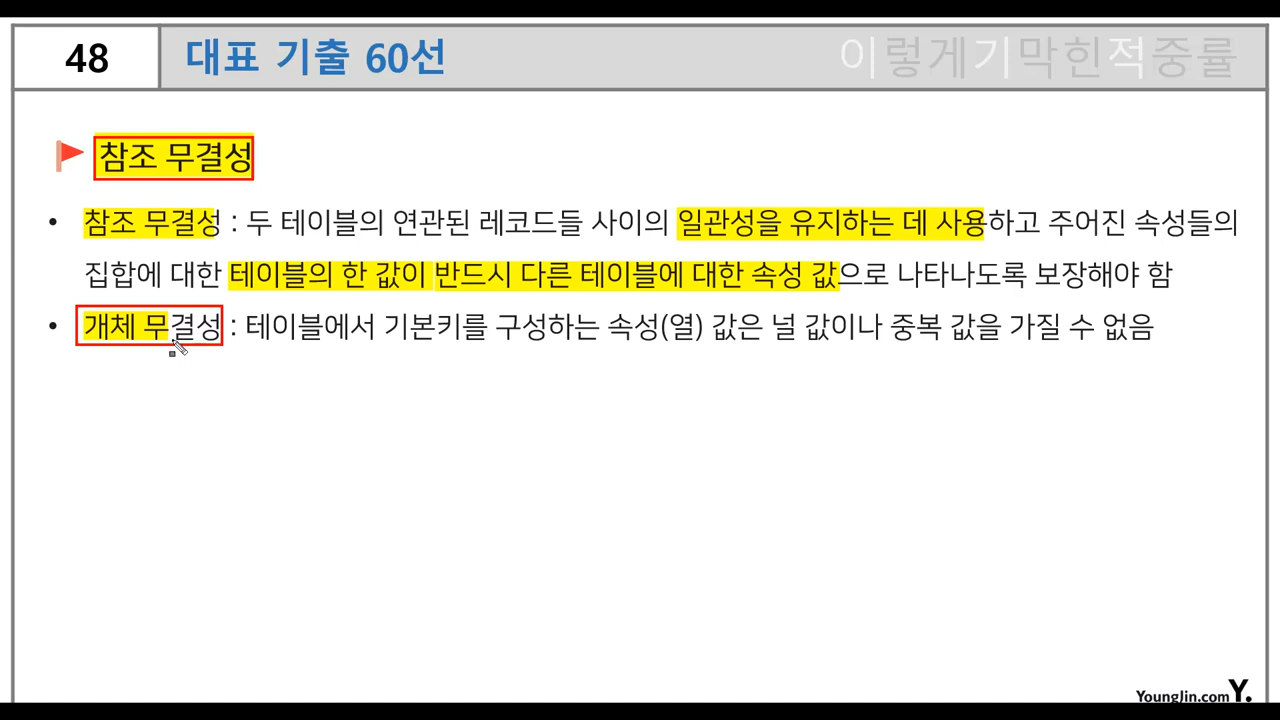 48
대표 기출 60선
이렇게기막힌적중률
참조 무결성
• 참조 무결성 : 두 테이블의 연관된 레코드들 사이의 일관성을 유지하는 데 사용하고 주어진 속성들의
집합에 대한 테이블의 한 값이 반드시 다른 테이블에 대한 속성 값으로 나타나도록 보장해야 함
• 개체 무결성 : 테이블에서 기본키를 구성하는 속성(열) 값은 널 값이나 중복 값을 가질 수 없음
YoungJin.com Y.